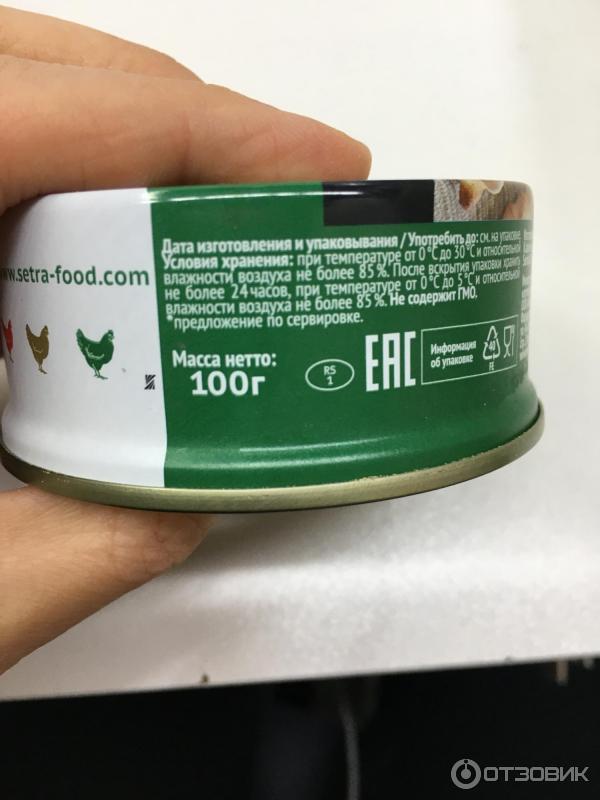 www.setra-food.com
Дата изготовления и упаковывания / Употребить до: см. на упаковке.
Условия хранения: при температуре от 0 °С до 30 °С и относительной
влажности воздуха не более 85 %. После вскрытия упаковки хранить
не более 24 часов, при температуре от 0 °С до 5 °С и относительной
влажности воздуха не более 85 %. Не содержит ГМО.
*предложение по сервировке.
Масса нетто:
100г
RS
1
EAC
Информация
об упаковке
40
FE
ОТЗОВИК